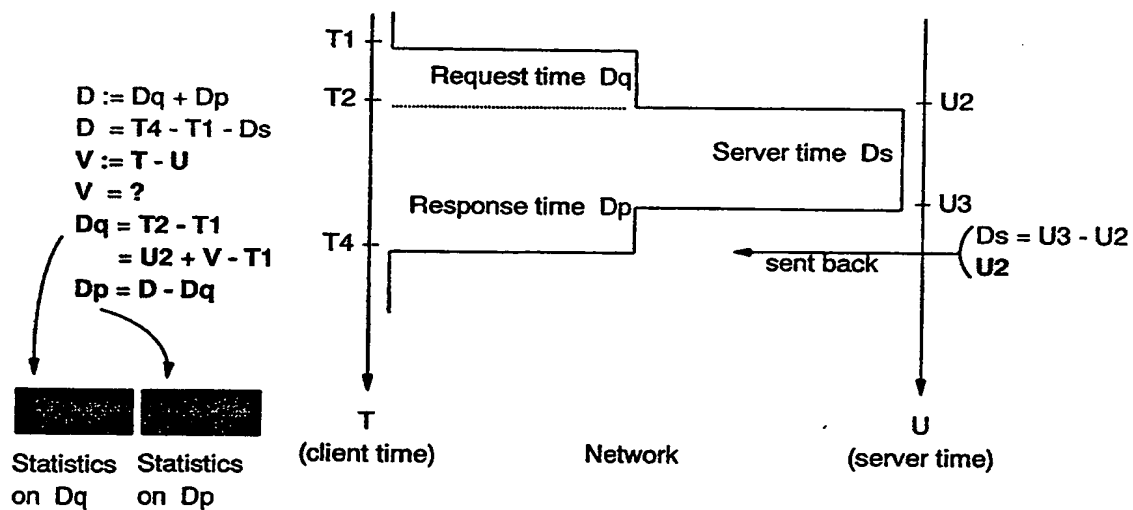 D := Dq + Dp
D = T4 - T1 - Ds
V := T - U
V = ?
Dq = T2 - T1
= U2 + V - T1
Dp = D - Dq
Statistics on Dq
Statistics on Dp
T1
T2
T4
Request time Dq
Server time Ds
Response time Dp
U2
U3
Ds = U3 - U2
U2
sent back
T
(client time)
Network
U
(server time)